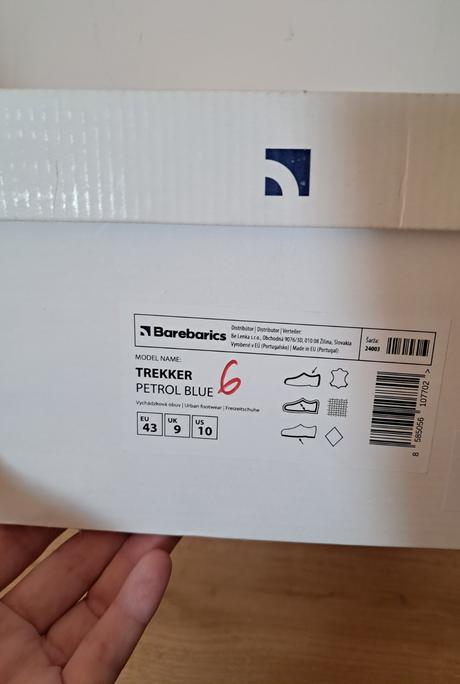 Barebarics
Distribútor | Distributor | Verteiler:
Be Lenka s.r.o., Obchodná 9076/3D, 010 08 Žilina, Slovakia
Vyrobené v EÚ (Portugalsko) | Made in EU (Portugal)
Šarža:
24003
MODEL NAME:
TREKKER
PETROL BLUE
6
Vychádzková obuv | Urban footwear | Freizeitschuhe
EU
43
UK
9
US
10
8 585056 107702 >